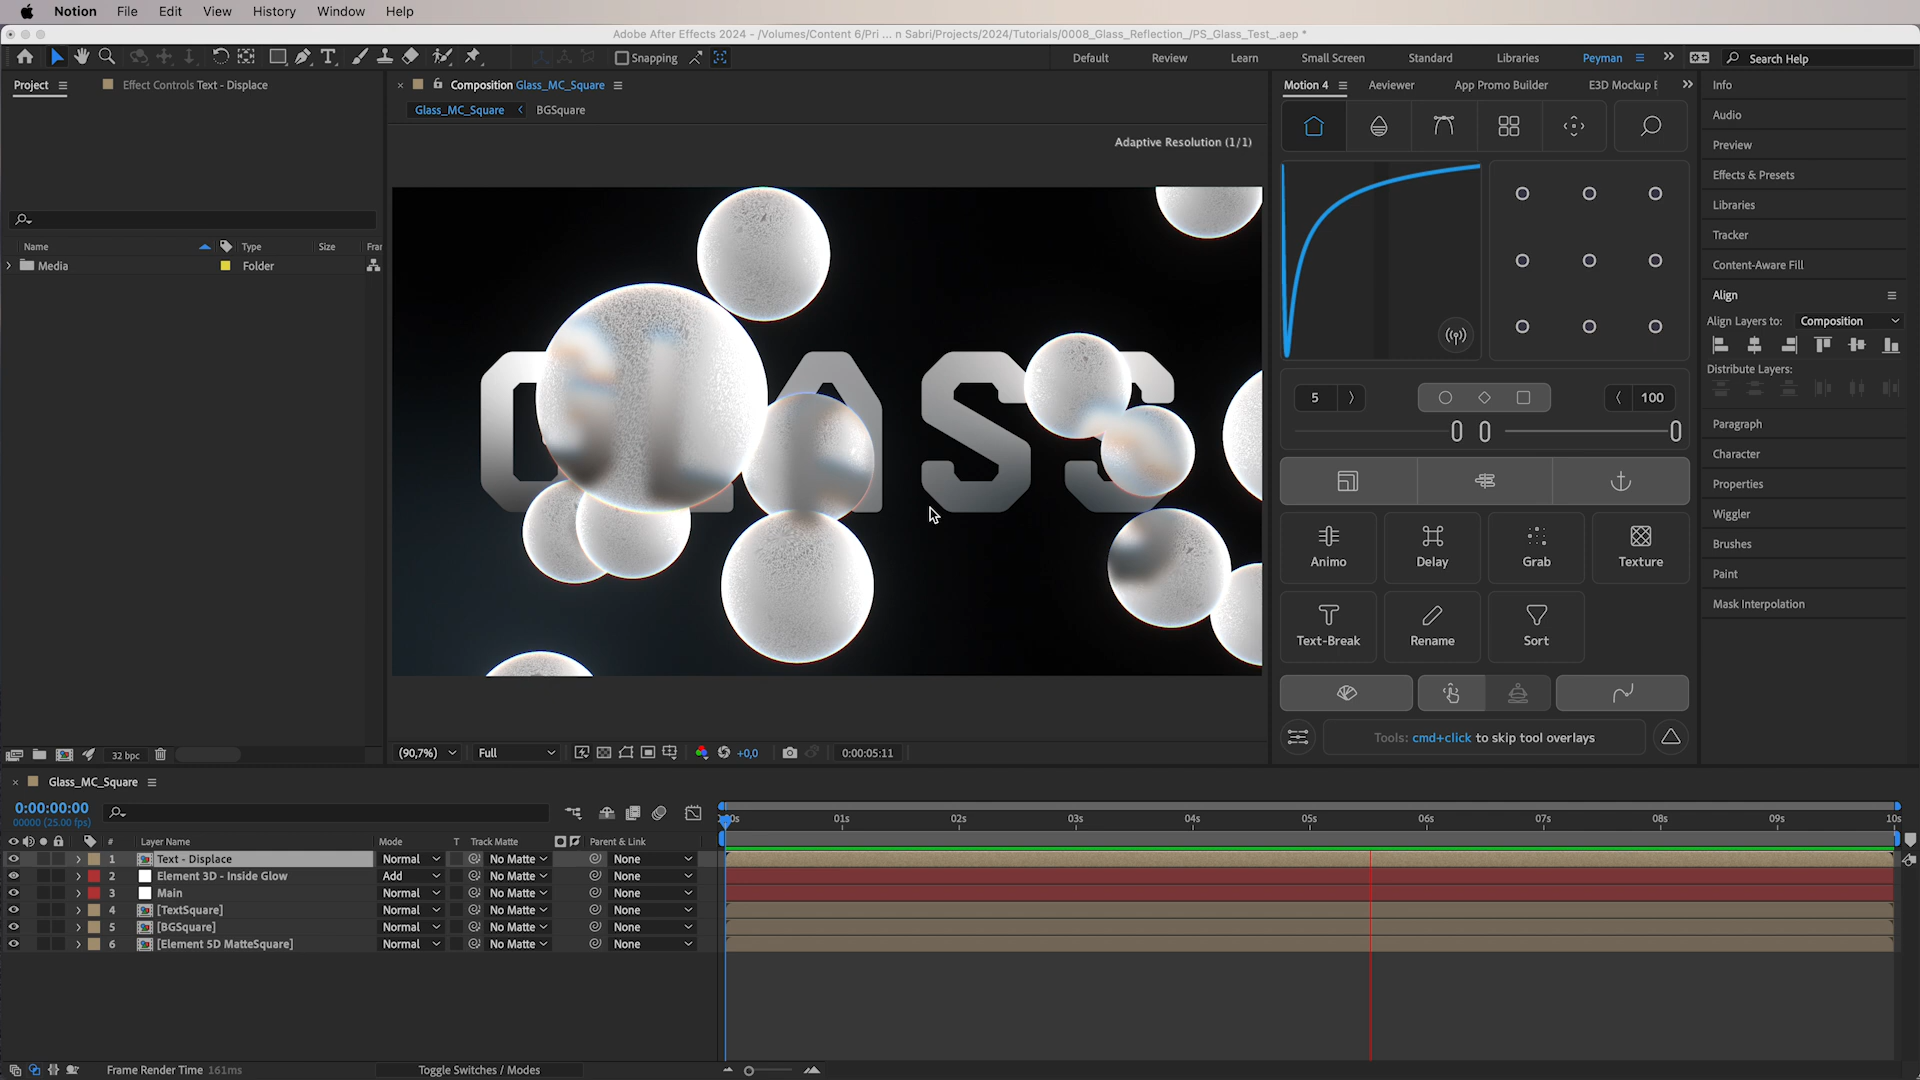 Notion File Edit View History Window Help
Adobe After Effects 2024 - /Volumes/Content 6/Pri ... n Sabri/Projects/2024/Tutorials/0008_Glass_Reflection_/PS_Glass_Test_.aep *
Snapping
Default Review Learn Small Screen Standard Libraries Peyman Search Help
Project Effect Controls Text - Displace
Composition Glass_MC_Square
Motion 4 Aeviewer App Promo Builder E3D Mockup E
Glass_MC_Square BGSquare
Adaptive Resolution (1/1)
Name Type Size Frar
Media Folder
GLASS
Info
Audio
Preview
Effects & Presets
Libraries
Tracker
Content-Aware Fill
Align
Align Layers to: Composition
Distribute Layers:
Paragraph
Character
Properties
Wiggler
Brushes
Paint
Mask Interpolation
5 100
0 0 0
Animo Delay Grab Texture
Text-Break Rename Sort
Tools: cmd+click to skip tool overlays
32 bpc
(90,7%) Full +0,0 0:00:05:11
Glass_MC_Square
0:00:00:00
00000 (25.00 fps)
:00s 01s 02s 03s 04s 05s 06s 07s 08s 09s 10s
# Layer Name Mode T Track Matte Parent & Link
1 Text - Displace Normal No Matte None
2 Element 3D - Inside Glow Add No Matte None
3 Main Normal No Matte None
4 [TextSquare] Normal No Matte None
5 [BGSquare] Normal No Matte None
6 [Element 5D MatteSquare] Normal No Matte None
Frame Render Time 161ms Toggle Switches / Modes